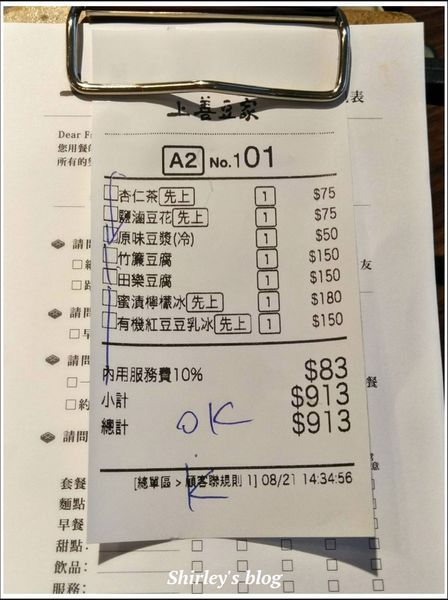 表
上善豆家
Dear F
您用餐
所有的
A2 No.101
杏仁茶 先上 1 $75
鹽滷豆花 先上 1 $75
原味豆漿(冷) 1 $50
竹簾豆腐 1 $150
田樂豆腐 1 $150
蜜漬檸檬冰 先上 1 $180
有機紅豆豆乳冰 先上 1 $150
請問
友
請問
請問
餐
約
請問
內用服務費10% $83
小計 $913
總計 $913
OK
K
[總單區 > 顧客聯規則 1] 08/21 14:34:56
套餐
麵點
早餐
甜點：
飲品：
服務：
Shirley's blog